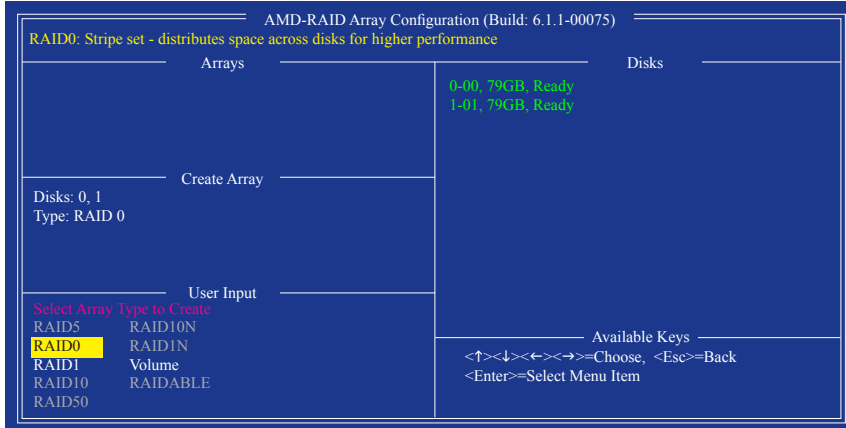 AMD-RAID Array Configuration (Build: 6.1.1-00075)
RAID0: Stripe set - distributes space across disks for higher performance
Arrays
Create Array
Disks: 0, 1
Type: RAID 0
User Input
Select Array Type to Create
RAID5 RAID10N
RAID0 RAID1N
RAID1 Volume
RAID10 RAIDABLE
RAID50
Disks
0-00, 79GB, Ready
1-01, 79GB, Ready
Available Keys
<↑><↓><←><→>=Choose, <Esc>=Back
<Enter>=Select Menu Item